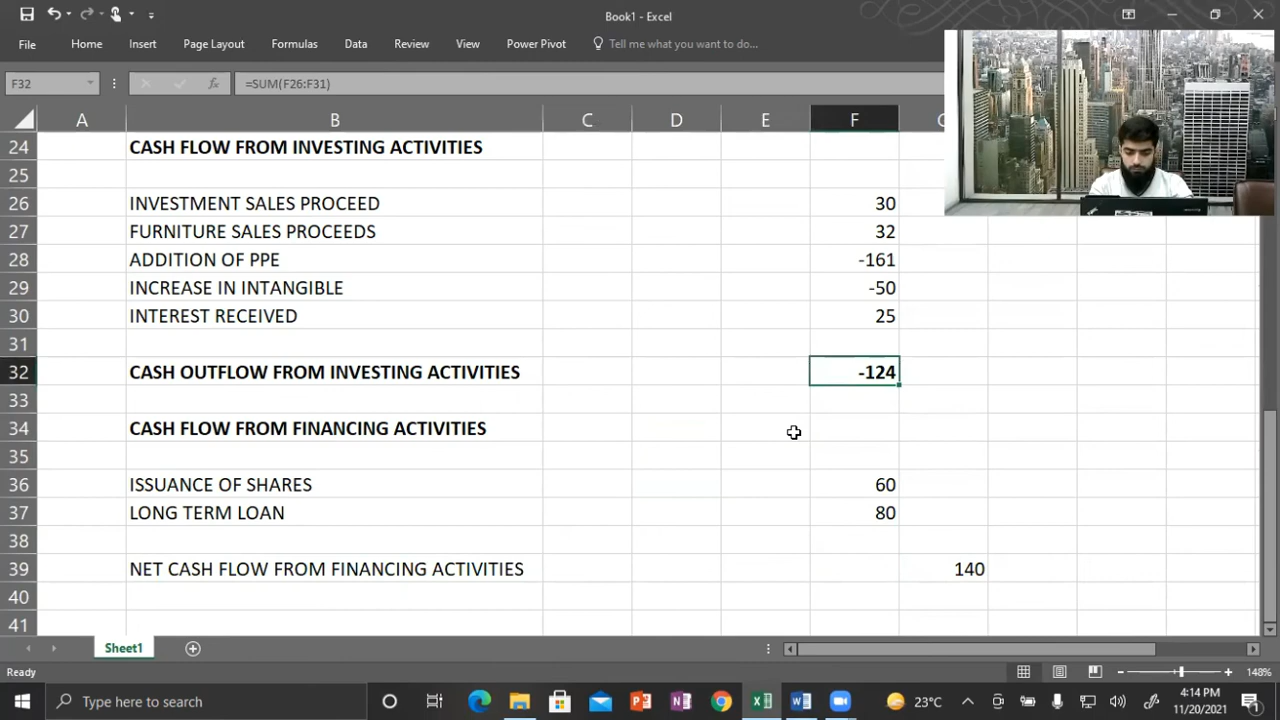 Book1 - Excel
File Home Insert Page Layout Formulas Data Review View Power Pivot Tell me what you want to do...
F32 fx =SUM(F26:F31)
A B C D E F
24 CASH FLOW FROM INVESTING ACTIVITIES
25
26 INVESTMENT SALES PROCEED 30
27 FURNITURE SALES PROCEEDS 32
28 ADDITION OF PPE -161
29 INCREASE IN INTANGIBLE -50
30 INTEREST RECEIVED 25
31
32 CASH OUTFLOW FROM INVESTING ACTIVITIES -124
33
34 CASH FLOW FROM FINANCING ACTIVITIES
35
36 ISSUANCE OF SHARES 60
37 LONG TERM LOAN 80
38
39 NET CASH FLOW FROM FINANCING ACTIVITIES 140
40
41
Sheet1
Ready 148%
Type here to search 23°C 4:14 PM
11/20/2021